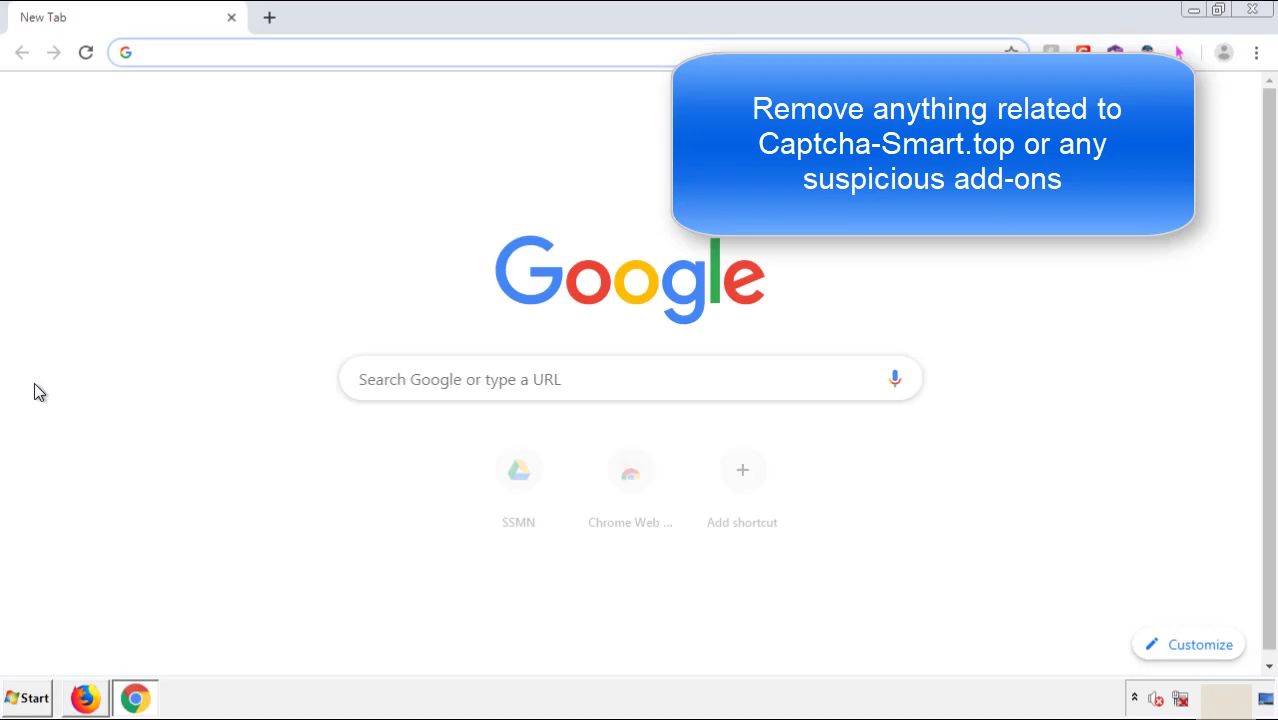 New Tab
Remove anything related to
Captcha-Smart.top or any
suspicious add-ons
Google
Search Google or type a URL
SSMN
Chrome Web ...
Add shortcut
Customize
Start